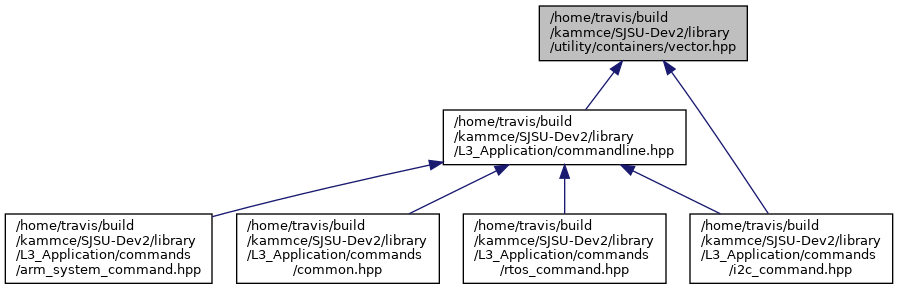 /home/travis/build
/kammce/SJSU-Dev2/library
/utility/containers/vector.hpp
/home/travis/build
/kammce/SJSU-Dev2/library
/L3_Application/commandline.hpp
/home/travis/build
/kammce/SJSU-Dev2/library
/L3_Application/commands
/arm_system_command.hpp
/home/travis/build
/kammce/SJSU-Dev2/library
/L3_Application/commands
/common.hpp
/home/travis/build
/kammce/SJSU-Dev2/library
/L3_Application/commands
/rtos_command.hpp
/home/travis/build
/kammce/SJSU-Dev2/library
/L3_Application/commands
/i2c_command.hpp